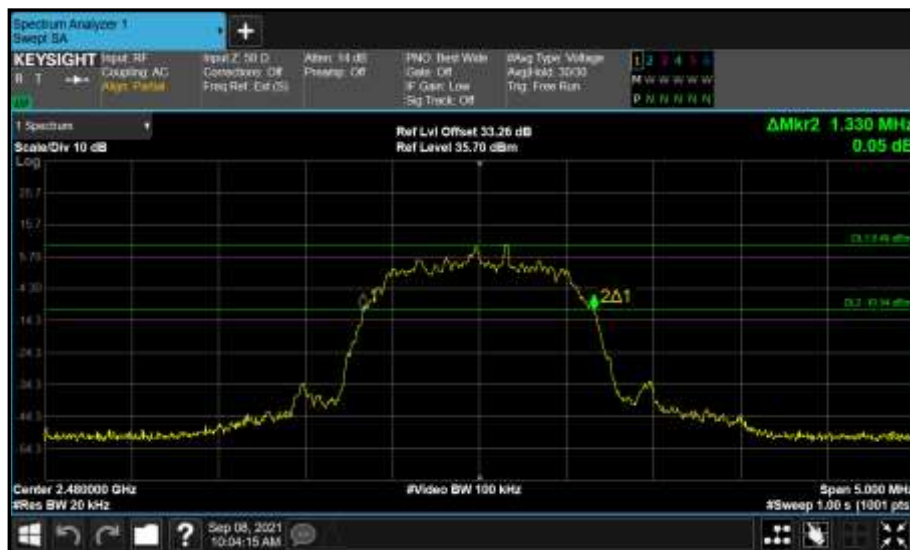 Spectrum Analyzer 1
Swept SA
+
KEYSIGHT
R T
Input: RF
Coupling: AC
Align: Partial
Input Z: 50 Ω
Corrections: Off
Freq Ref: Ext (S)
Atten: 14 dB
Preamp: Off
PNO: Best Wide
Gate: Off
IF Gain: Low
Sig Track: Off
#Avg Type: Voltage
Avg|Hold: 30/30
Trig: Free Run
1 2 3 4 5 6
M W W W W W
P N N N N N
1 Spectrum
Scale/Div 10 dB
Ref Lvl Offset 33.26 dB
Ref Level 35.70 dBm
ΔMkr2 1.330 MHz
0.05 dB
Log
25.7
15.7
5.70
-4.30
-14.3
-24.3
-34.3
-44.3
-54.3
1
2Δ1
Center 2.480000 GHz
#Video BW 100 kHz
Span 5.000 MHz
#Res BW 20 kHz
#Sweep 1.00 s (1001 pts
?
Sep 08, 2021
10:04:15 AM